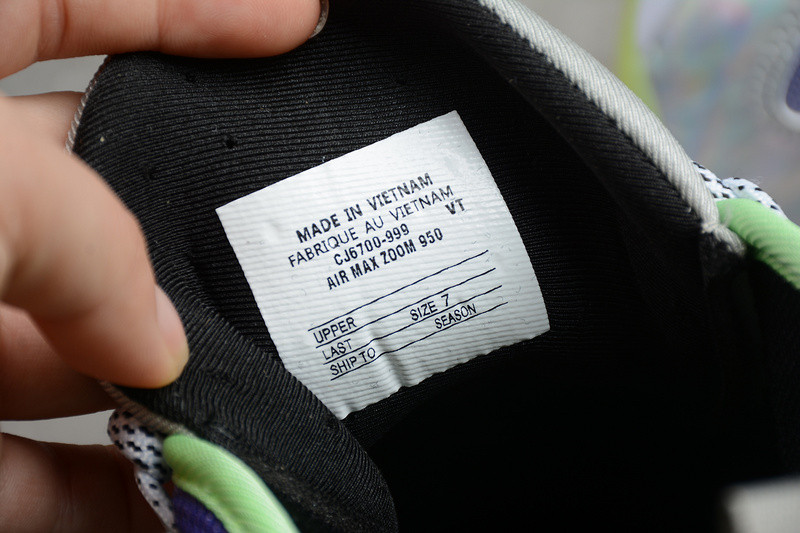 MADE IN VIETNAM
FABRIQUE AU VIETNAM
CJ6700-999 VT
AIR MAX ZOOM 950
UPPER
LAST SIZE 7
SHIP TO SEASON